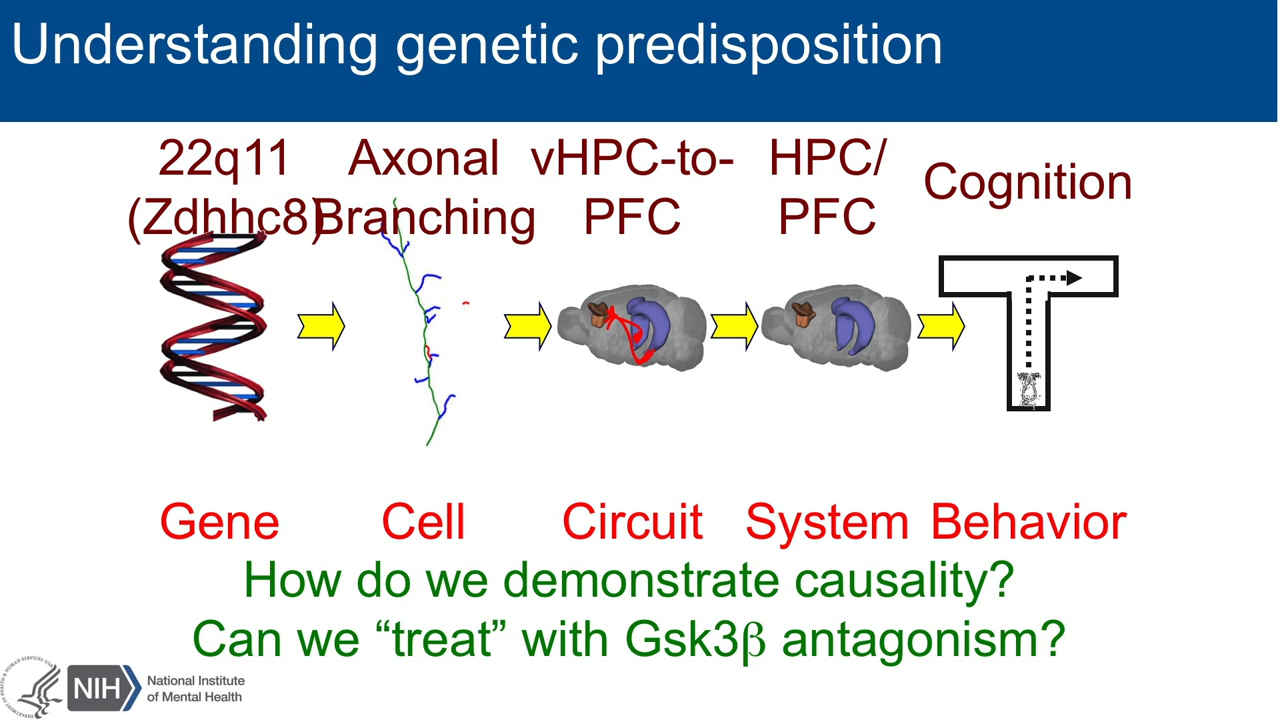 Understanding genetic predisposition
22q11
(Zdhhc8)
Axonal
Branching
vHPC-to-
PFC
HPC/
PFC
Cognition
Gene
Cell
Circuit
System
Behavior
How do we demonstrate causality?
Can we “treat” with Gsk3β antagonism?
NIH
National Institute
of Mental Health